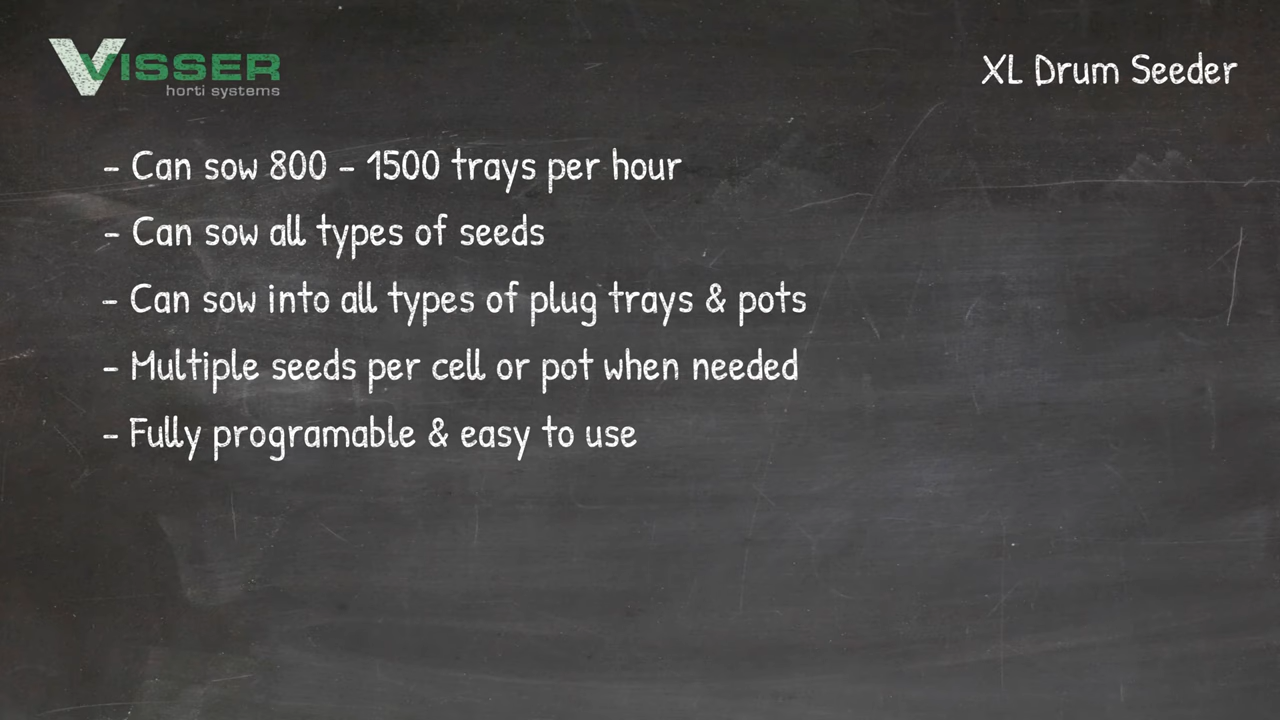 VISSER
horti systems
XL Drum Seeder
- Can sow 800 - 1500 trays per hour
- Can sow all types of seeds
- Can sow into all types of plug trays & pots
- Multiple seeds per cell or pot when needed
- Fully programable & easy to use